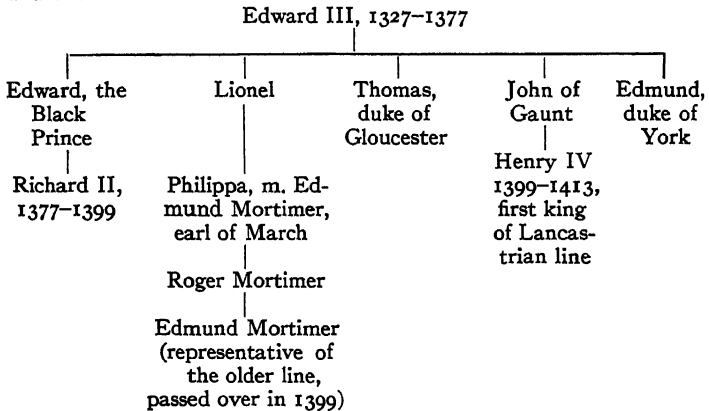 Edward III, 1327–1377
Edward, the
Black
Prince
Richard II,
1377–1399
Lionel
Philippa, m. Ed-
mund Mortimer,
earl of March
Roger Mortimer
Edmund Mortimer
(representative of
the older line,
passed over in 1399)
Thomas,
duke of
Gloucester
John of
Gaunt
Henry IV
1399–1413,
first king
of Lancas-
trian line
Edmund,
duke of
York